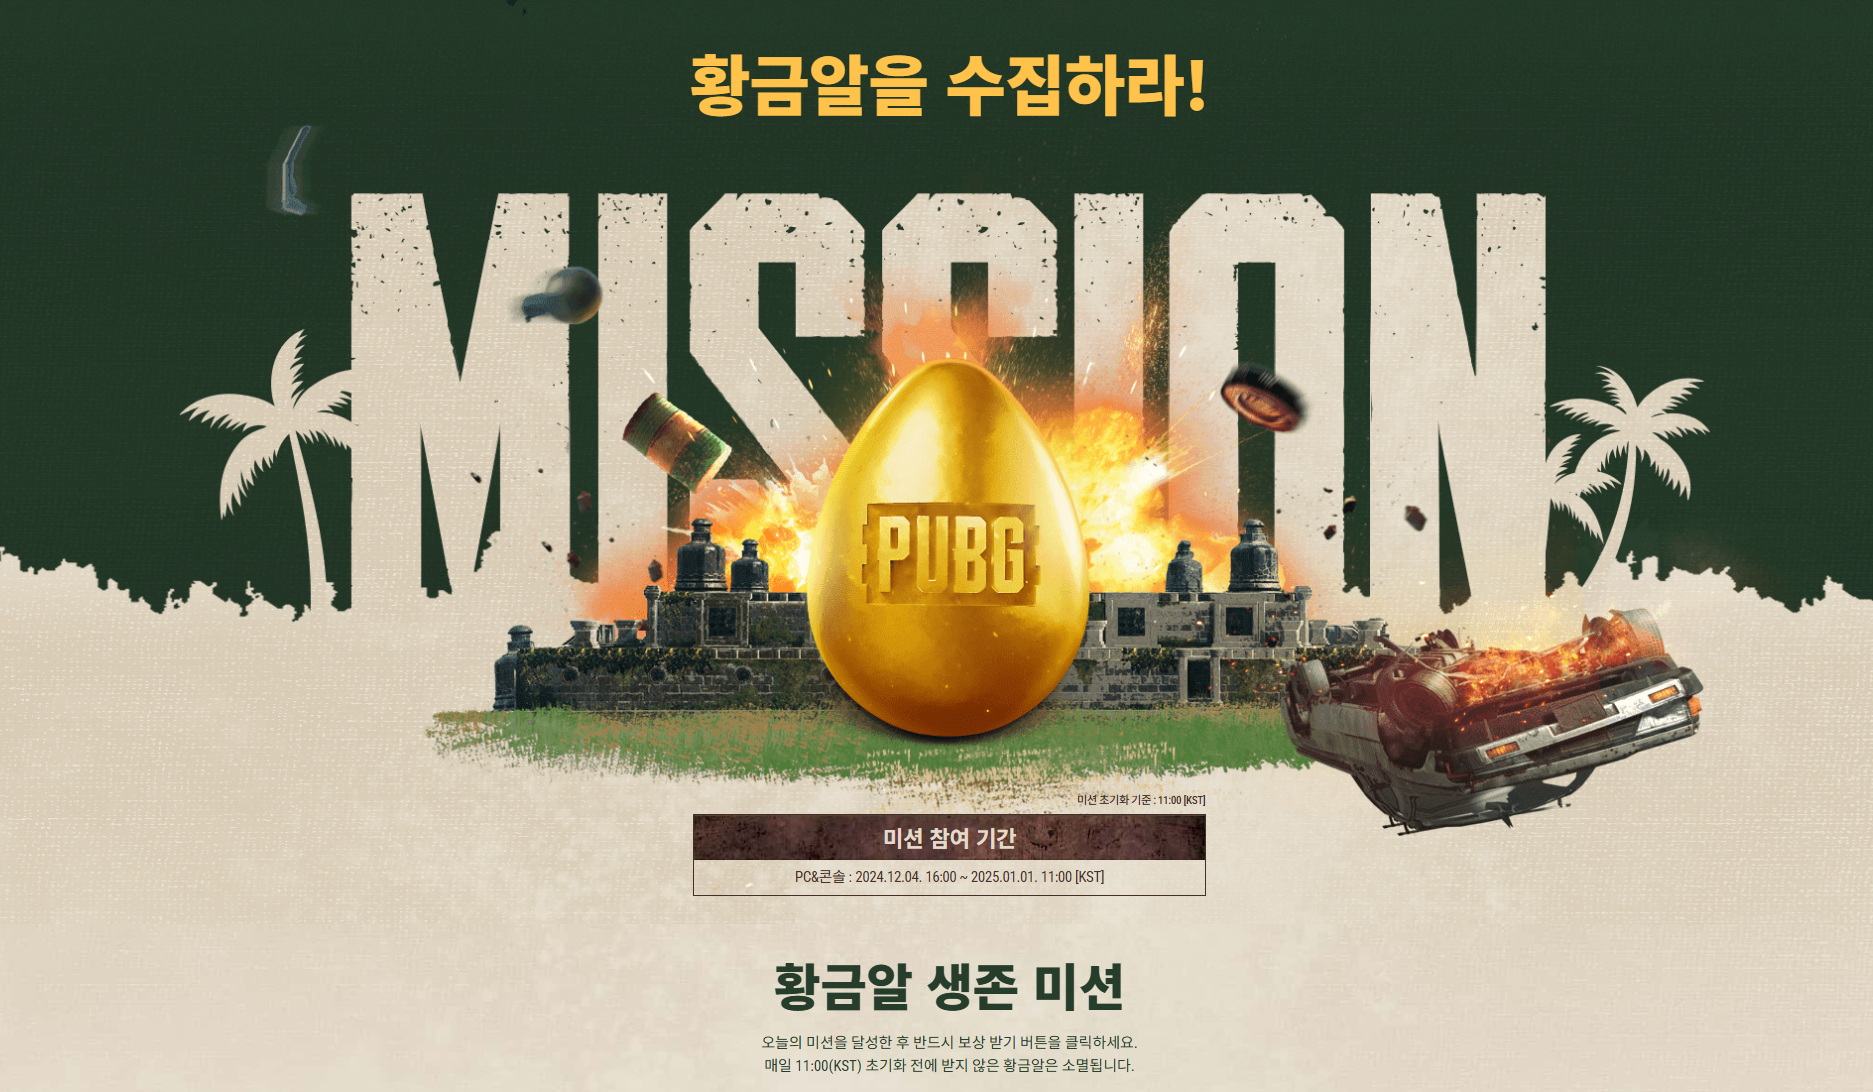 황금알을 수집하라!
MISSION
PUBG
미션 초기화 기준 : 11:00 [KST]
미션 참여 기간
PC&콘솔 : 2024.12.04. 16:00 ~ 2025.01.01. 11:00 [KST]
황금알 생존 미션
오늘의 미션을 달성한 후 반드시 보상 받기 버튼을 클릭하세요.
매일 11:00(KST) 초기화 전에 받지 않은 황금알은 소멸됩니다.